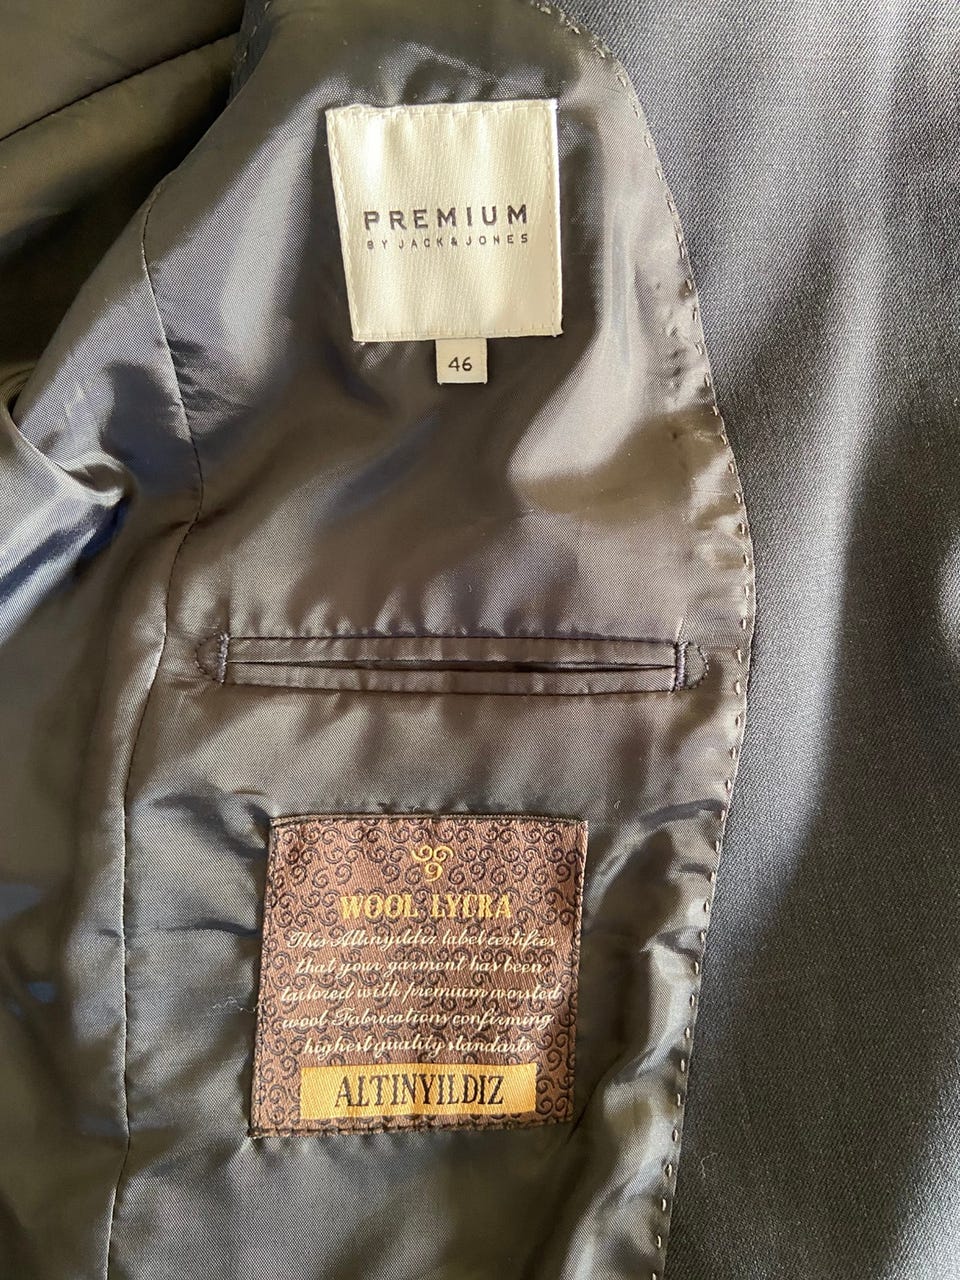 PREMIUM
BY JACK & JONES
46
WOOL LYCRA
This Altinyildiz label certifies
that your garment has been
tailored with premium worsted
wool Fabrications confirming
highest quality standarts
ALTINYILDIZ